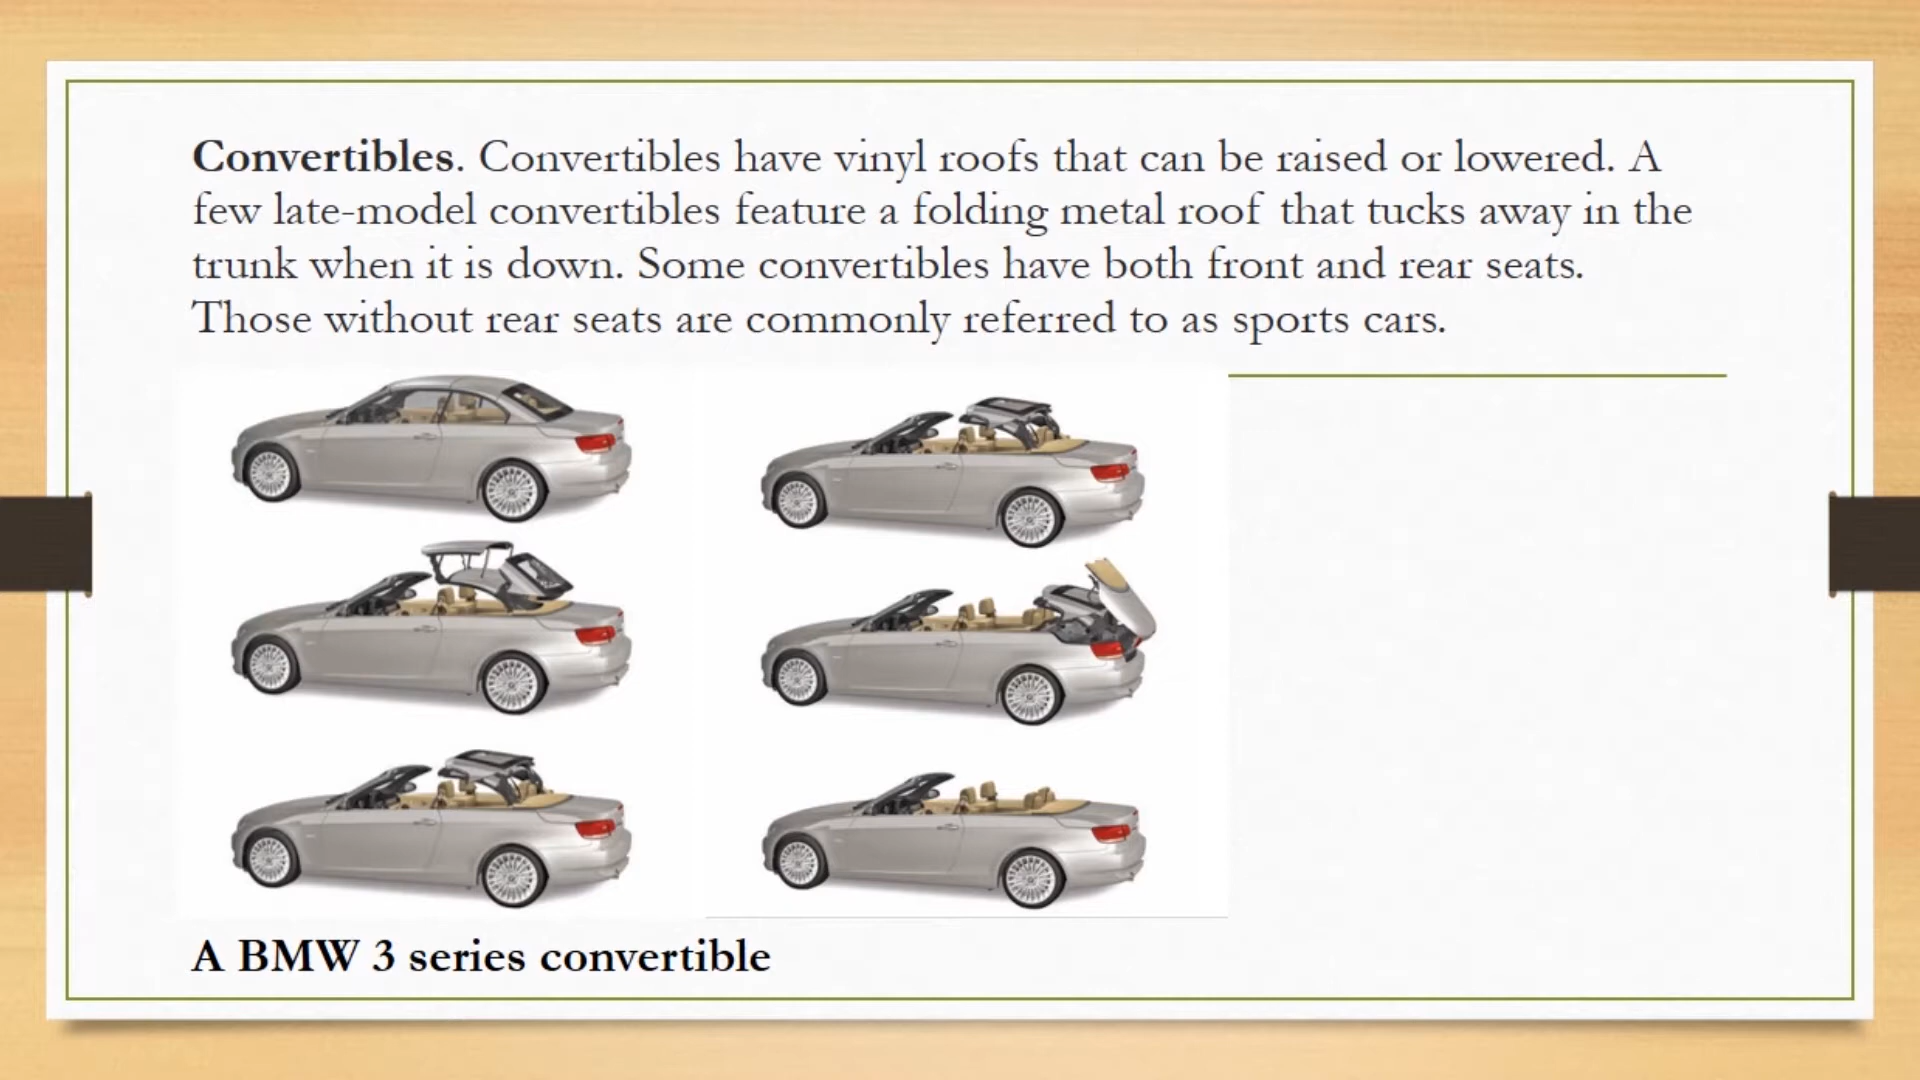 Convertibles. Convertibles have vinyl roofs that can be raised or lowered. A
few late-model convertibles feature a folding metal roof that tucks away in the
trunk when it is down. Some convertibles have both front and rear seats.
Those without rear seats are commonly referred to as sports cars.
A BMW 3 series convertible